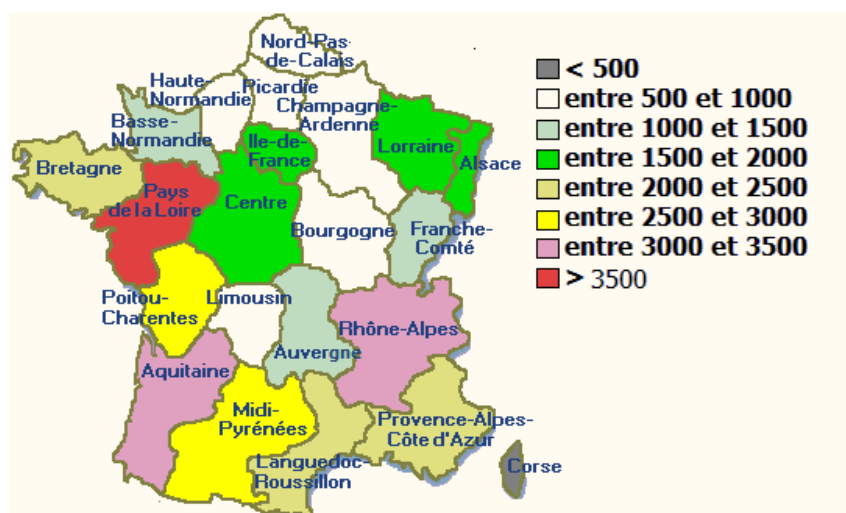 Nord-Pas-
de-Calais
Haute-
Normandie
Picardie
Champagne-
Ardenne
Basse-
Normandie
Ile-de-
France
Lorraine
Alsace
Bretagne
Pays
de la Loire
Centre
Bourgogne
Franche-
Comté
Poitou-
Charentes
Limousin
Rhône-Alpes
Auvergne
Aquitaine
Midi-
Pyrénées
Provence-Alpes-
Côte d'Azur
Languedoc-
Roussillon
Corse
< 500
entre 500 et 1000
entre 1000 et 1500
entre 1500 et 2000
entre 2000 et 2500
entre 2500 et 3000
entre 3000 et 3500
> 3500